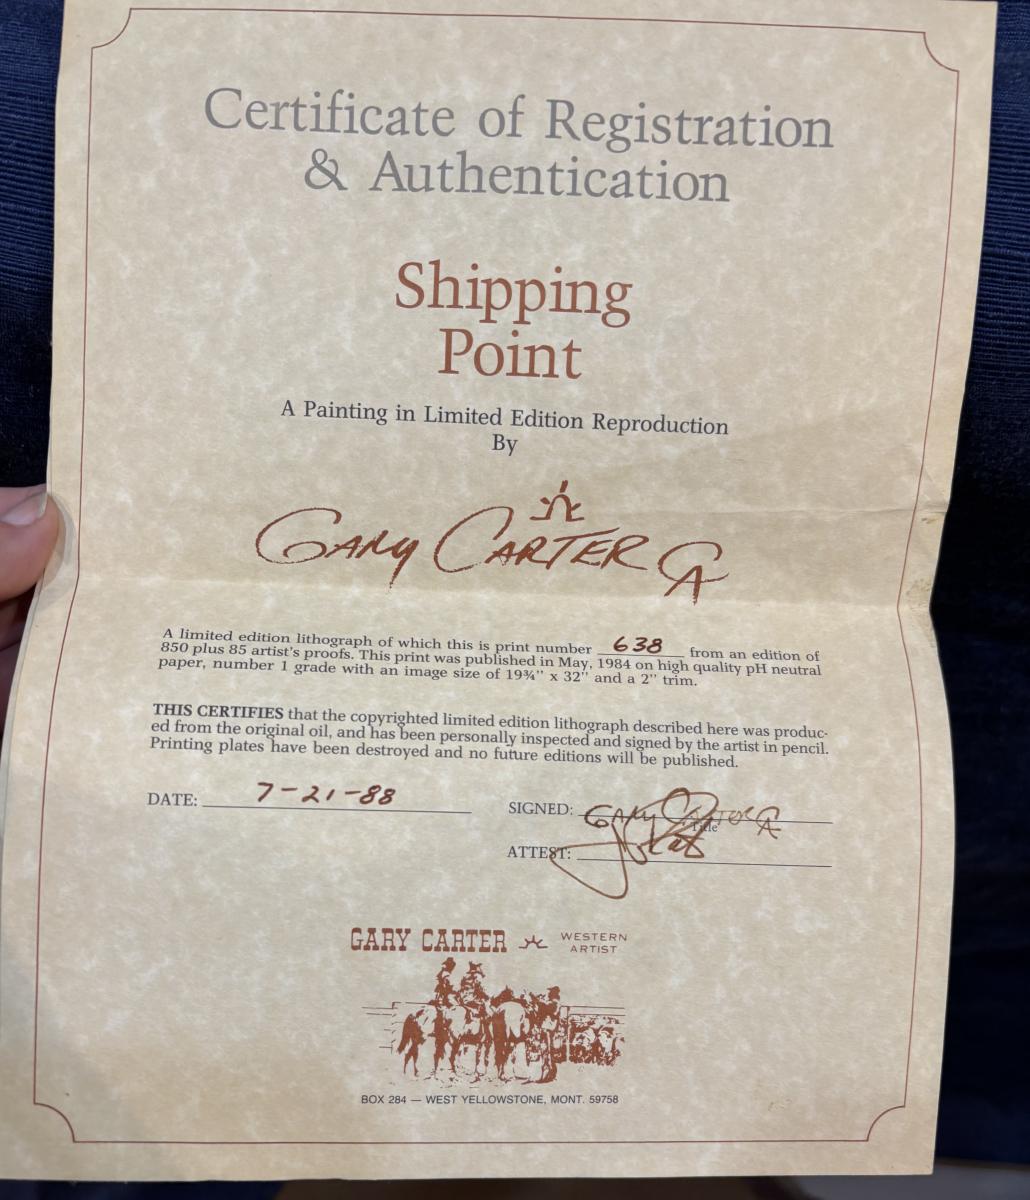 Certificate of Registration
& Authentication
Shipping
Point
A Painting in Limited Edition Reproduction
By
GARY CARTER CA
A limited edition lithograph of which this is print number 638 from an edition of
850 plus 85 artist's proofs. This print was published in May, 1984 on high quality pH neutral
paper, number 1 grade with an image size of 19¾" x 32" and a 2" trim.
THIS CERTIFIES that the copyrighted limited edition lithograph described here was produc-
ed from the original oil, and has been personally inspected and signed by the artist in pencil.
Printing plates have been destroyed and no future editions will be published.
DATE: 7-21-88
SIGNED: GARY CARTER CA
Title
ATTEST:
GARY CARTER WESTERN
ARTIST
BOX 284 — WEST YELLOWSTONE, MONT. 59758